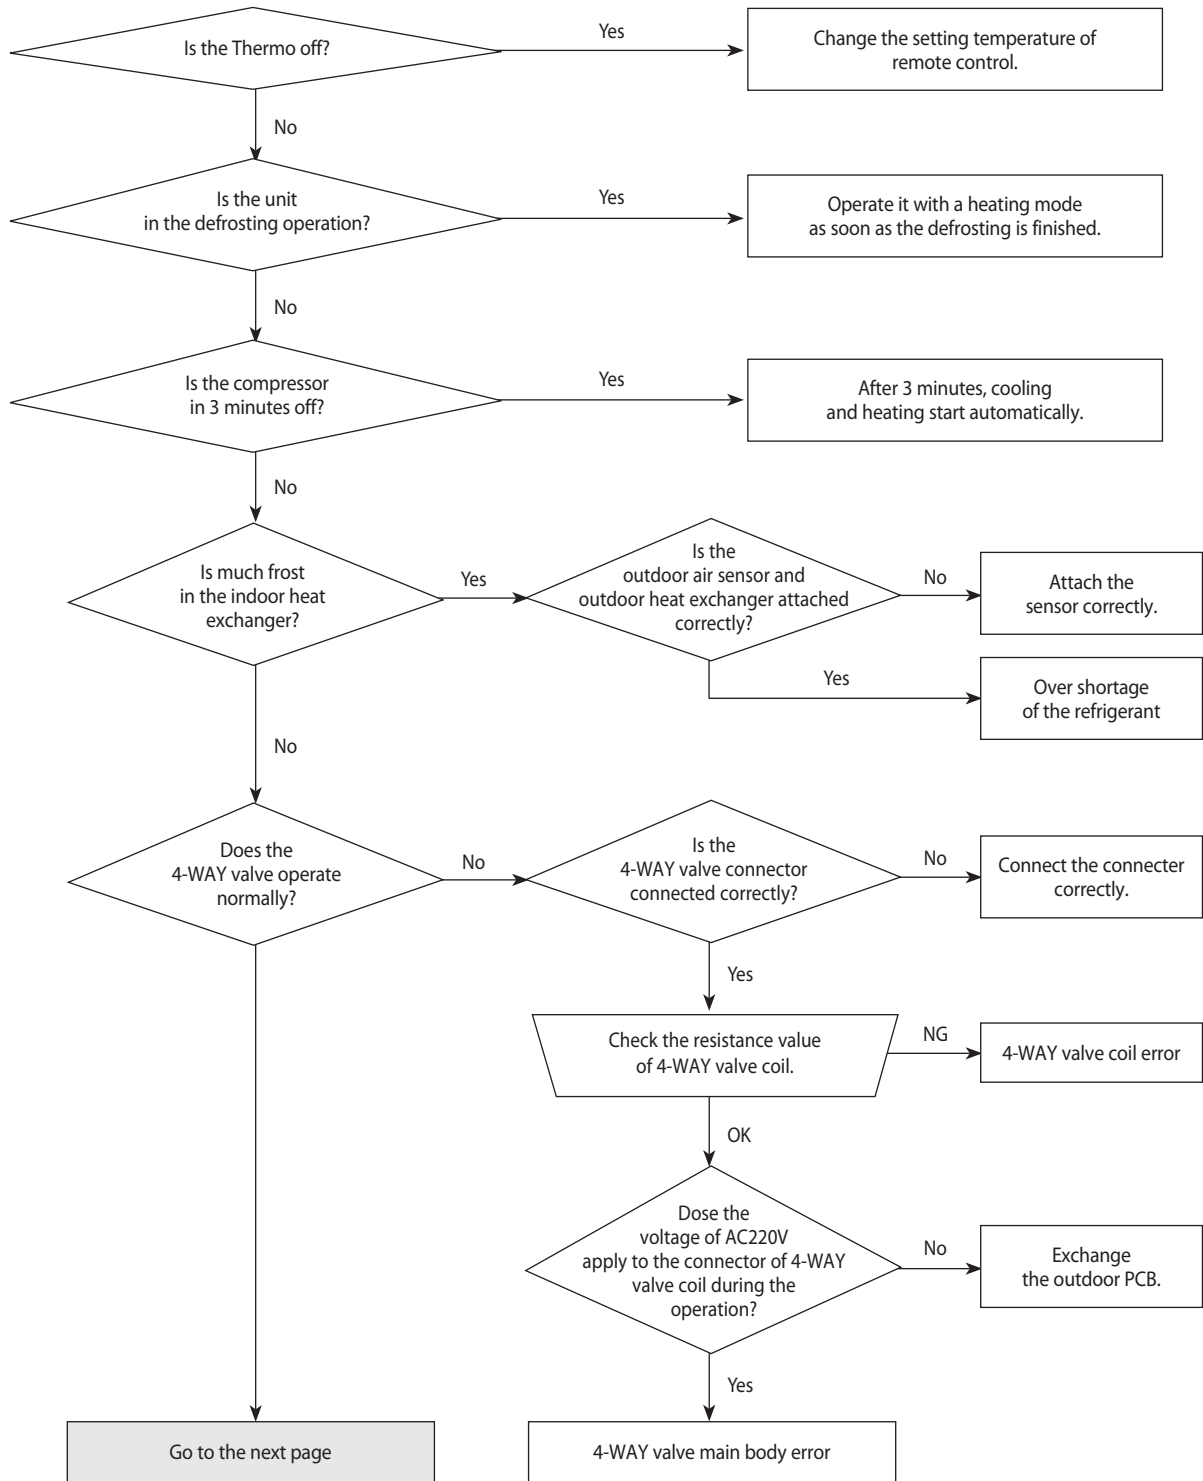 Is the Thermo off?
Yes
Change the setting temperature of
remote control.
No
Is the unit
in the defrosting operation?
Yes
Operate it with a heating mode
as soon as the defrosting is finished.
No
Is the compressor
in 3 minutes off?
Yes
After 3 minutes, cooling
and heating start automatically.
No
Is much frost
in the indoor heat
exchanger?
Yes
Is the
outdoor air sensor and
outdoor heat exchanger attached
correctly?
No
Attach the
sensor correctly.
Yes
Over shortage
of the refrigerant
No
Does the
4-WAY valve operate
normally?
No
Is the
4-WAY valve connector
connected correctly?
No
Connect the connecter
correctly.
Yes
Check the resistance value
of 4-WAY valve coil.
NG
4-WAY valve coil error
OK
Dose the
voltage of AC220V
apply to the connector of 4-WAY
valve coil during the
operation?
No
Exchange
the outdoor PCB.
Yes
Go to the next page
4-WAY valve main body error